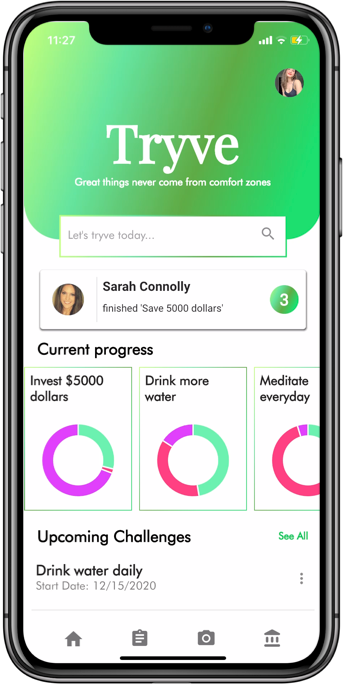 11:27
Tryve
Great things never come from comfort zones
Let's tryve today...
Sarah Connolly
finished 'Save 5000 dollars'
3
Current progress
Invest $5000
dollars
Drink more
water
Meditate
everyday
Upcoming Challenges
See All
Drink water daily
Start Date: 12/15/2020